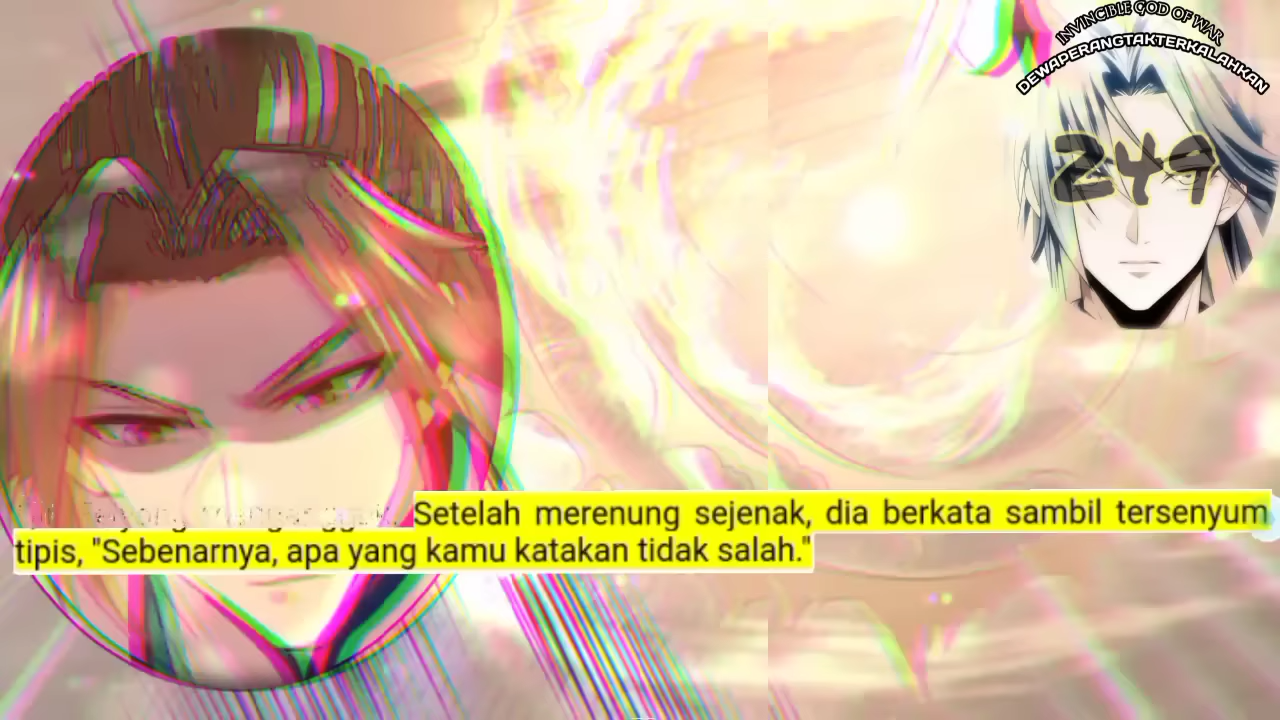 INVINCIBLE GOD OF WAR
DEWAPERANGTAKTERKALAHKAN
249
Setelah merenung sejenak, dia berkata sambil tersenyum
tipis, "Sebenarnya, apa yang kamu katakan tidak salah."